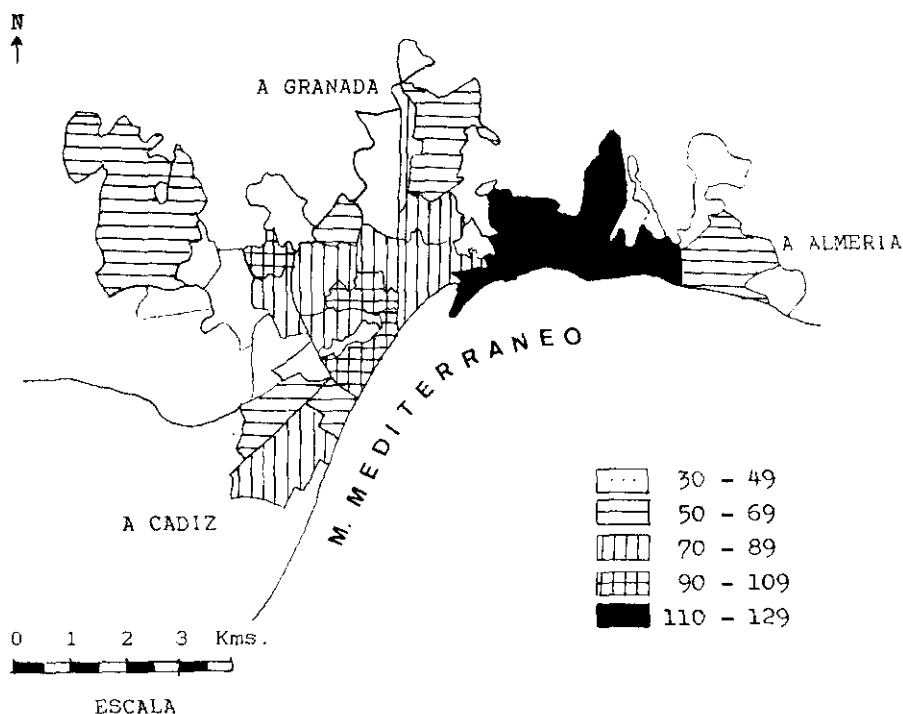 N
A GRANADA
A ALMERIA
M. MEDITERRANEO
A CADIZ
30 - 49
50 - 69
70 - 89
90 - 109
110 - 129
0 1 2 3 Kms.
ESCALA